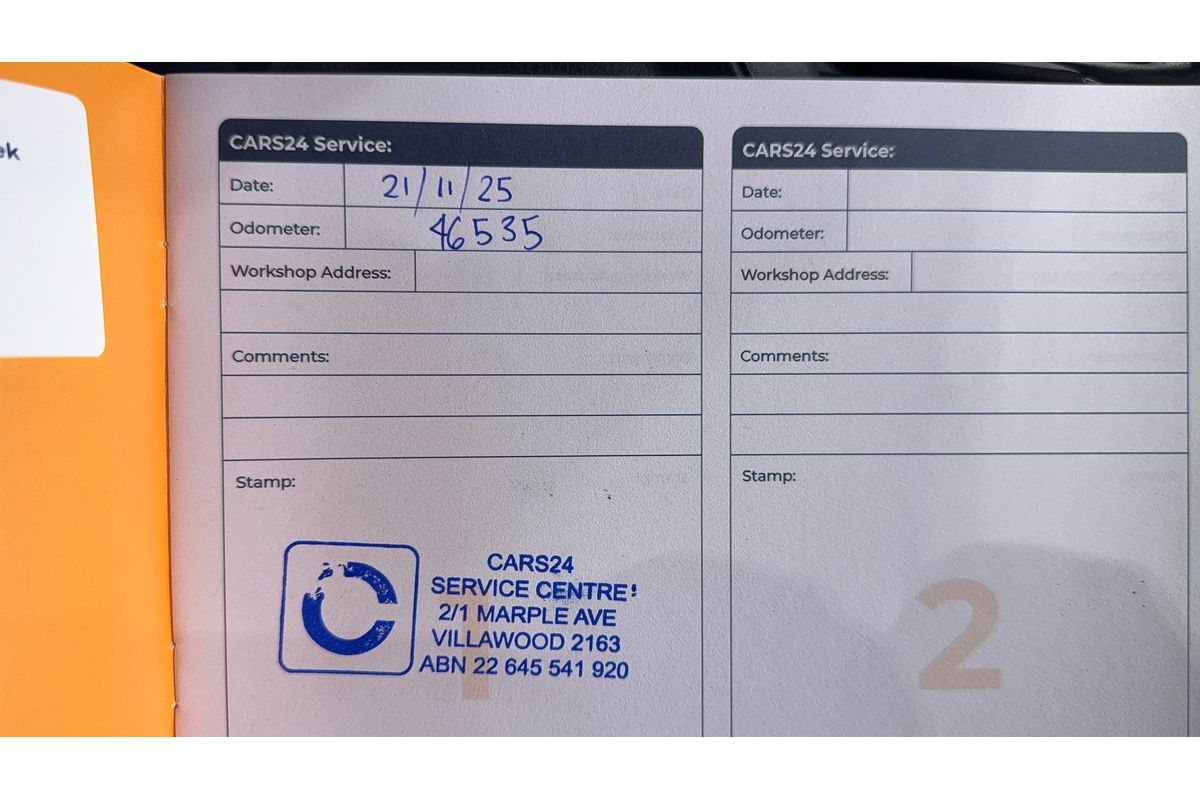 ek
CARS24 Service:
Date: 21/11/25
Odometer: 46535
Workshop Address:
Comments:
Stamp:
CARS24
SERVICE CENTRE
2/1 MARPLE AVE
VILLAWOOD 2163
ABN 22 645 541 920
1
CARS24 Service:
Date:
Odometer:
Workshop Address:
Comments:
Stamp:
2